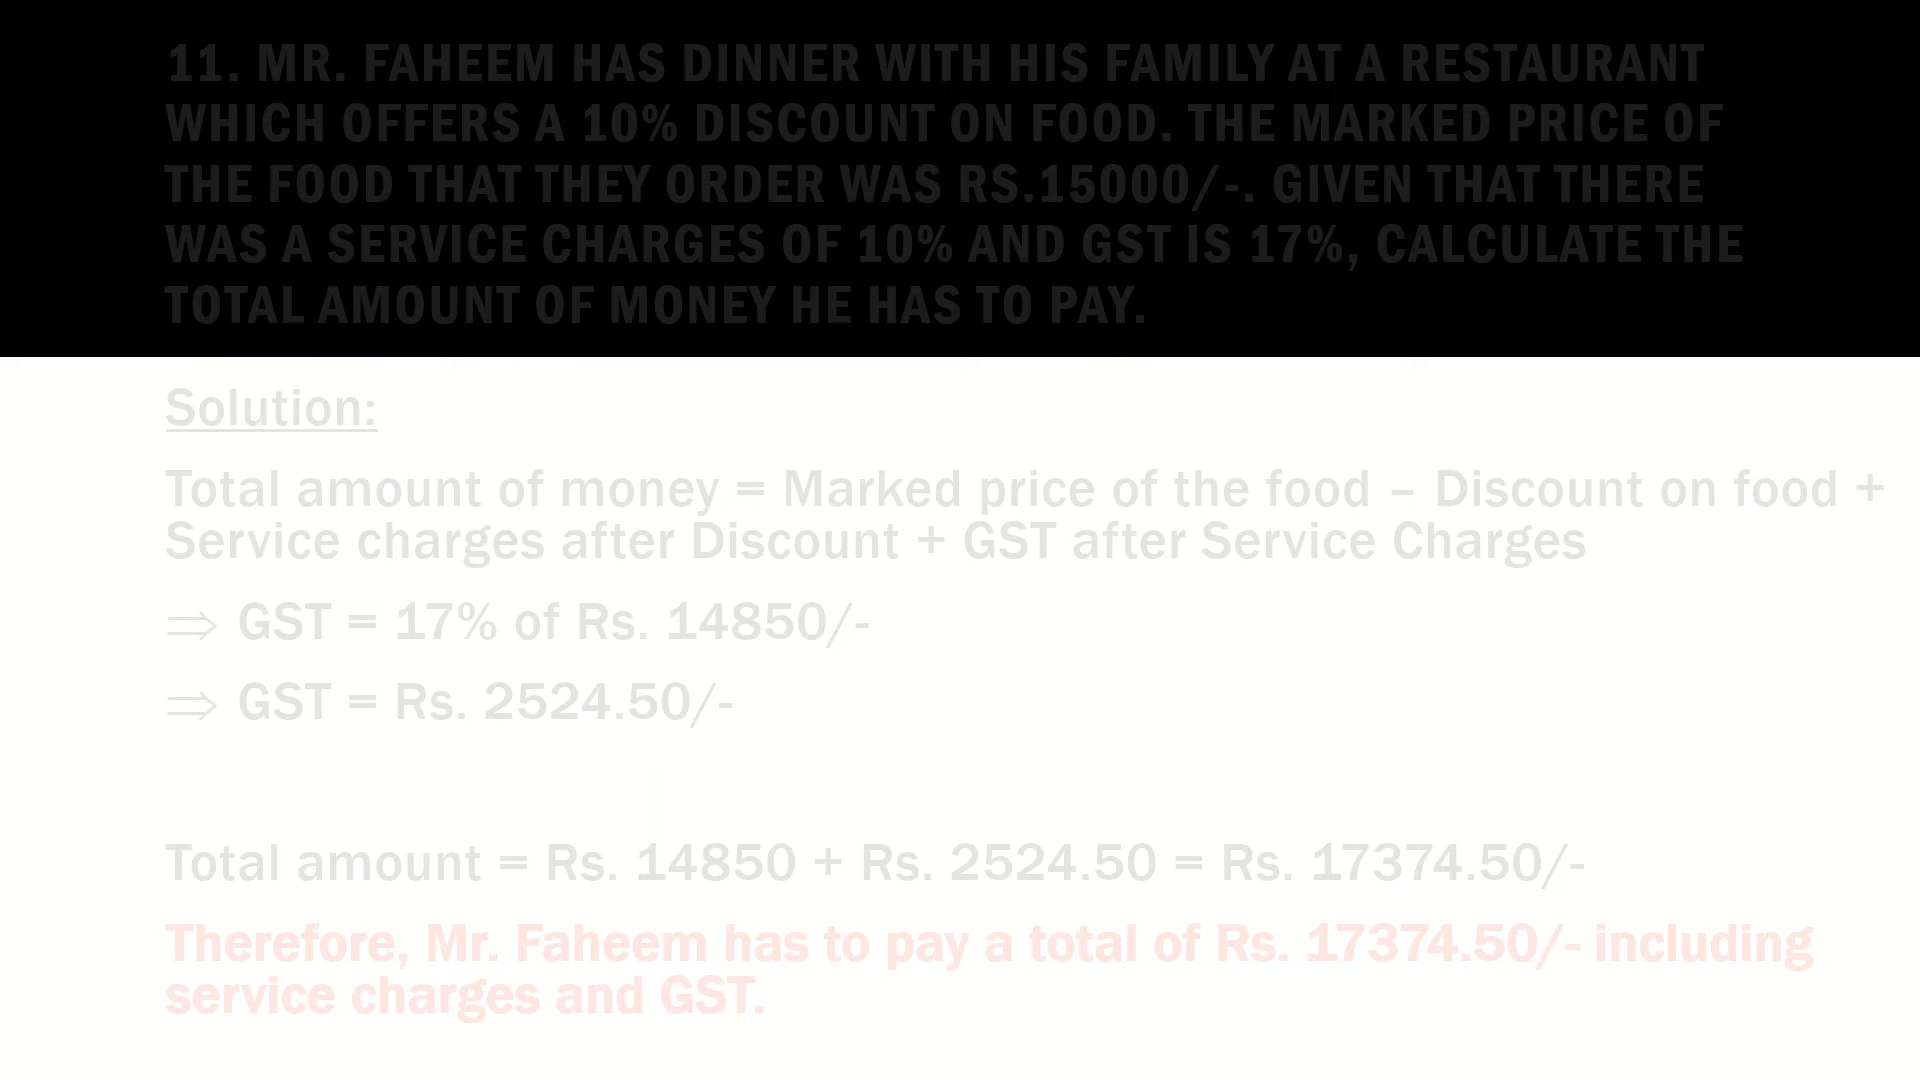 11. MR. FAHEEM HAS DINNER WITH HIS FAMILY AT A RESTAURANT
WHICH OFFERS A 10% DISCOUNT ON FOOD. THE MARKED PRICE OF
THE FOOD THAT THEY ORDER WAS RS.15000/-. GIVEN THAT THERE
WAS A SERVICE CHARGES OF 10% AND GST IS 17%, CALCULATE THE
TOTAL AMOUNT OF MONEY HE HAS TO PAY.
Solution:
Total amount of money = Marked price of the food – Discount on food +
Service charges after Discount + GST after Service Charges
⇒ GST = 17% of Rs. 14850/-
⇒ GST = Rs. 2524.50/-
Total amount = Rs. 14850 + Rs. 2524.50 = Rs. 17374.50/-
Therefore, Mr. Faheem has to pay a total of Rs. 17374.50/- including
service charges and GST.